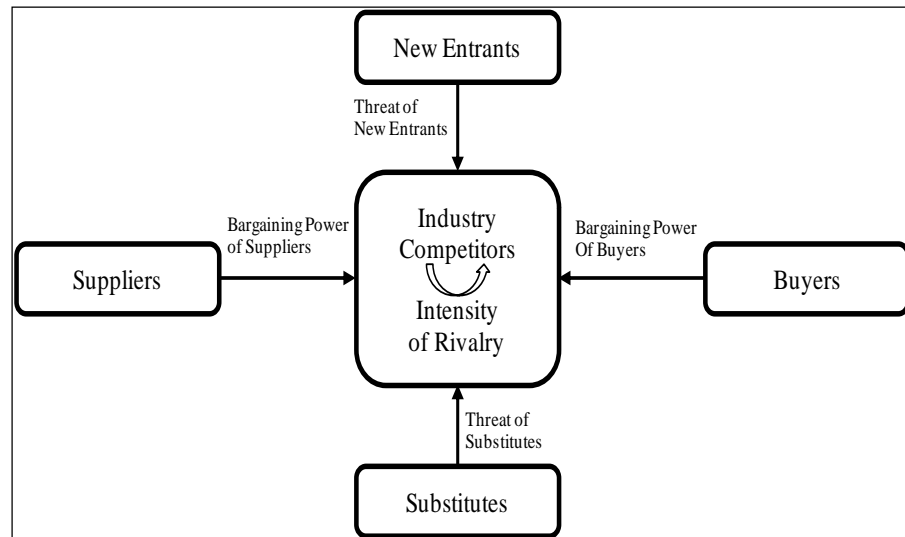 New Entrants
Threat of
New Entrants
Industry
Competitors
Intensity
of Rivalry
Bargaining Power
of Suppliers
Suppliers
Bargaining Power
Of Buyers
Buyers
Threat of
Substitutes
Substitutes